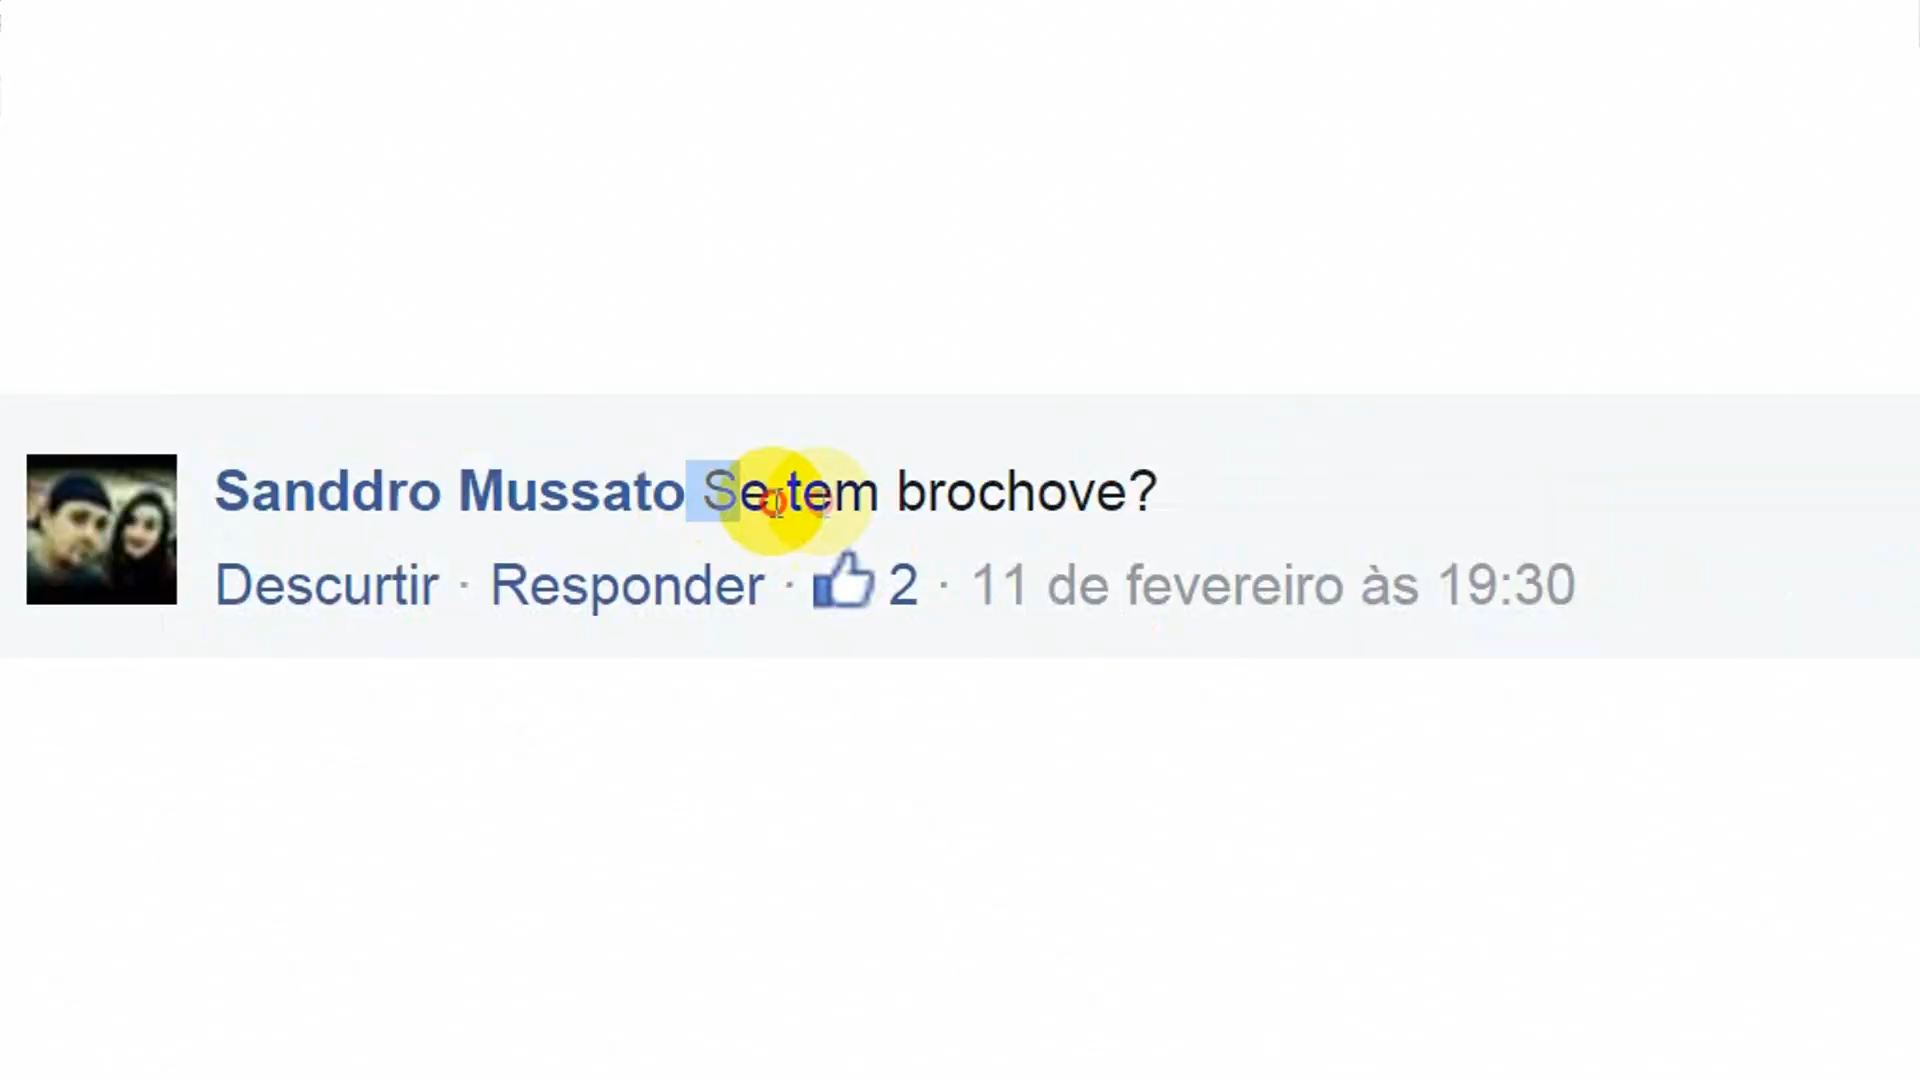 Sanddro Mussato Se tem brochove?
Descurtir · Responder · 2 · 11 de fevereiro às 19:30